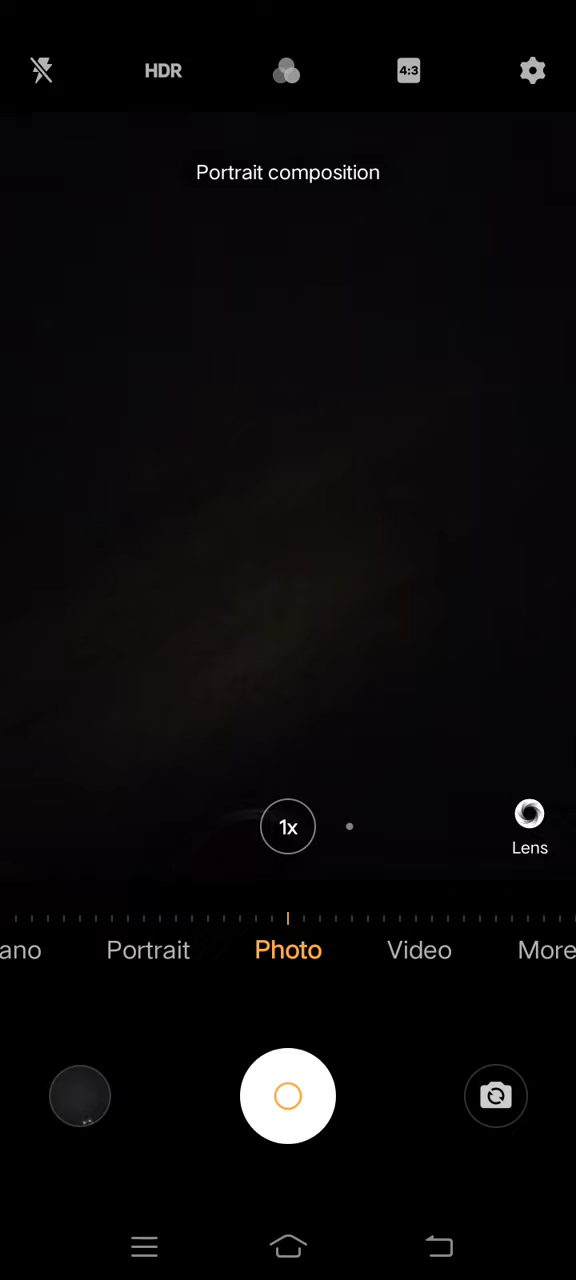 HDR
4:3
Portrait composition
1x
Lens
ano Portrait Photo Video More